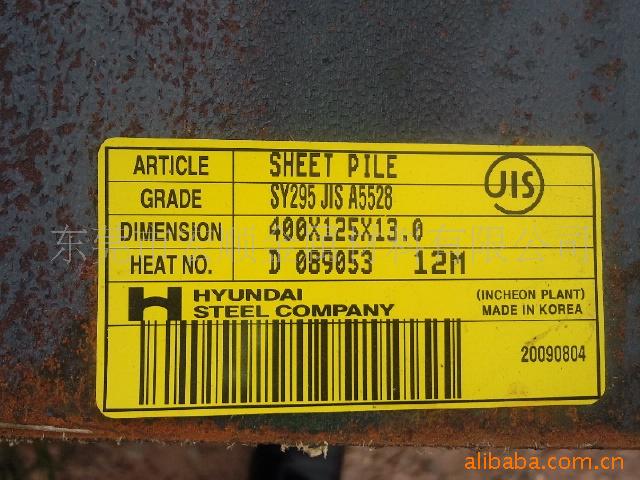 ARTICLE SHEET PILE
JIS
GRADE SY295 JIS A5528
DIMENSION 400X125X13.0
HEAT NO. D 089053 12M
HYUNDAI
STEEL COMPANY
(INCHEON PLANT)
MADE IN KOREA
20090804
alibaba.com.cn